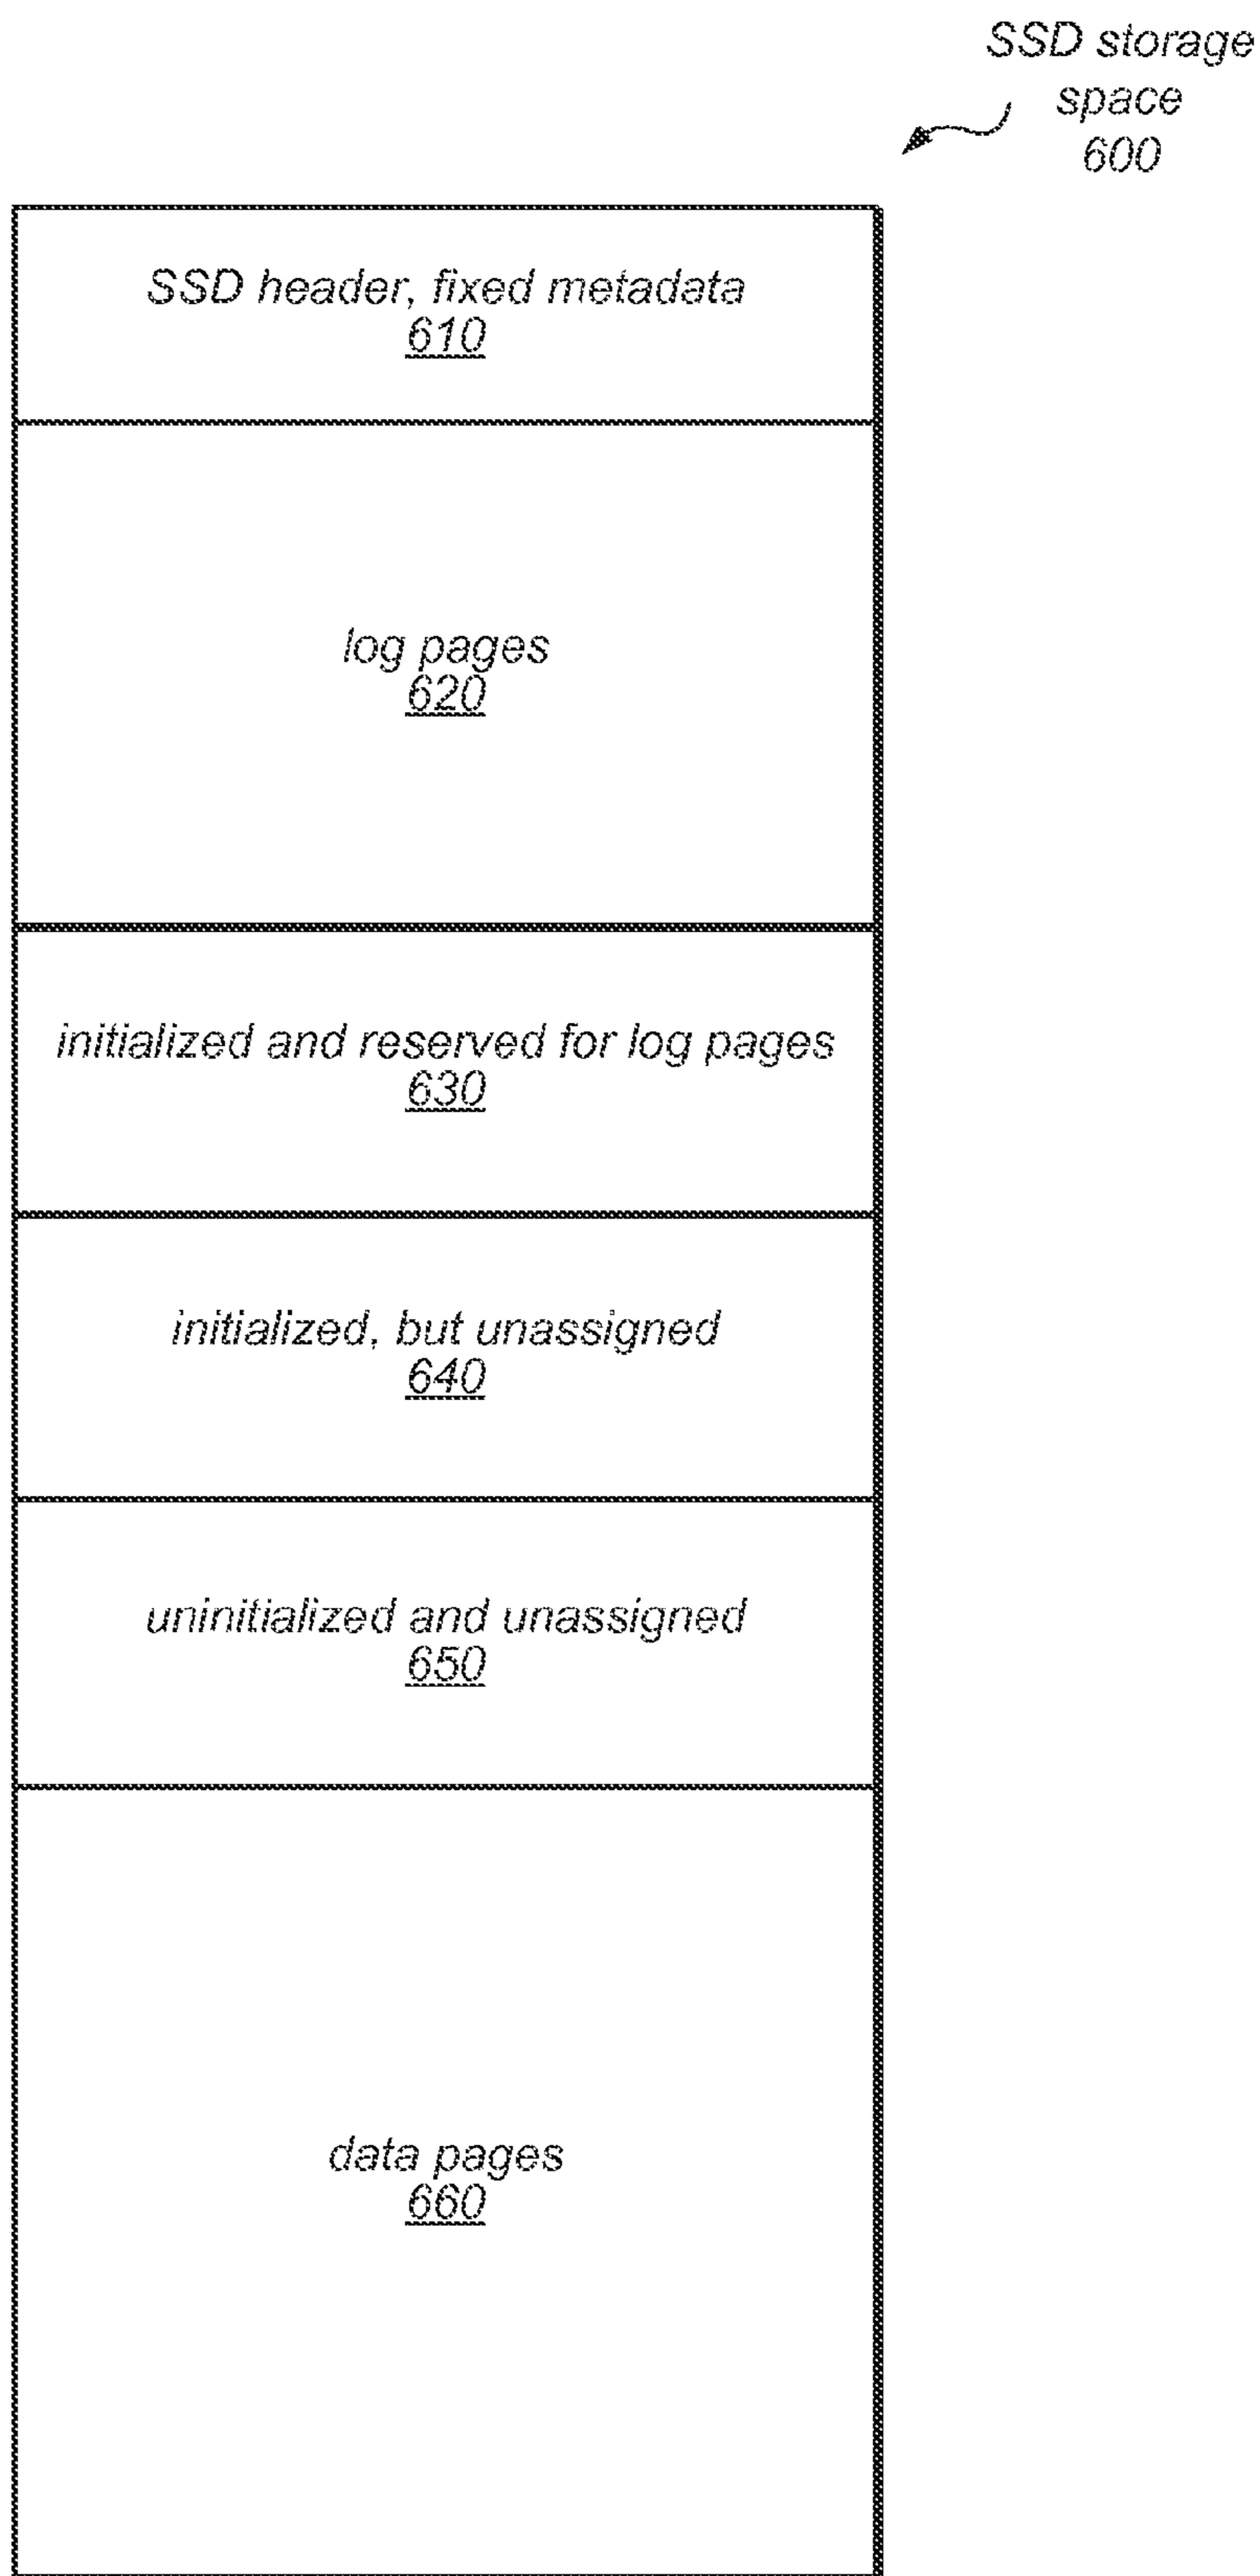 SSD storage
space
600
SSD header, fixed metadata
610
log pages
620
initialized and reserved for log pages
630
initialized, but unassigned
640
uninitialized and unassigned
650
data pages
660